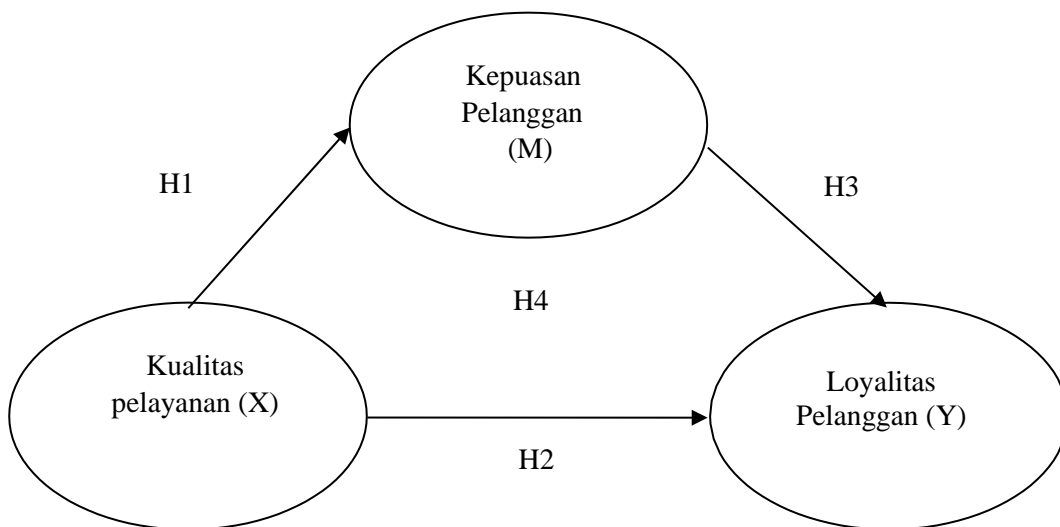 Kepuasan
Pelanggan
(M)
H1
H3
H4
Kualitas
pelayanan (X)
Loyalitas
Pelanggan (Y)
H2